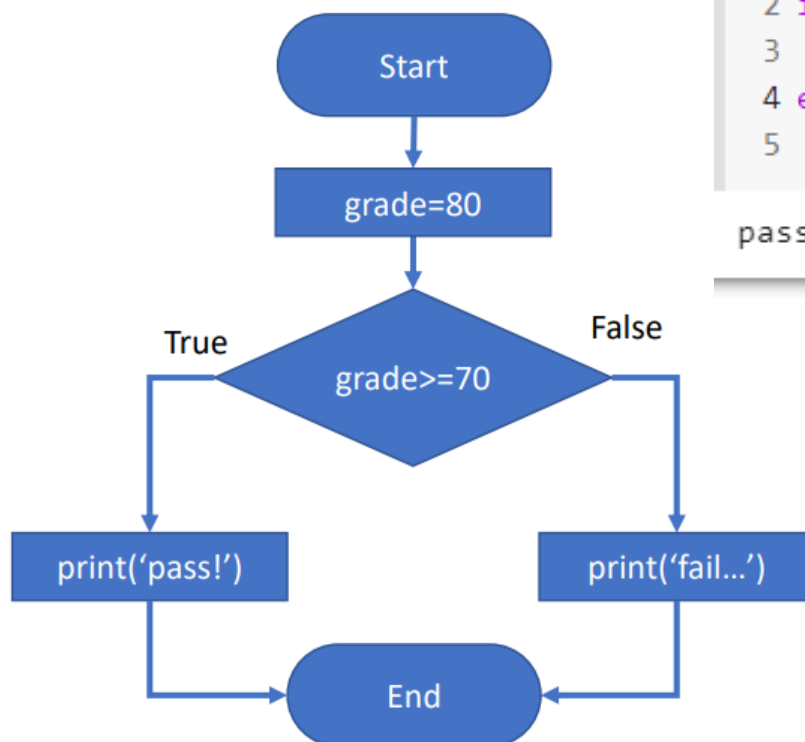 Start
grade=80
True
False
grade>=70
print(‘pass!’)
print(‘fail...’)
End
2 i
3
4 e
5
pass